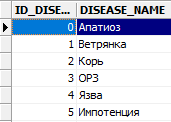 ID_DISE... DISEASE_NAME
0 Апатиоз
1 Ветрянка
2 Корь
3 ОРЗ
4 Язва
5 Импотенция